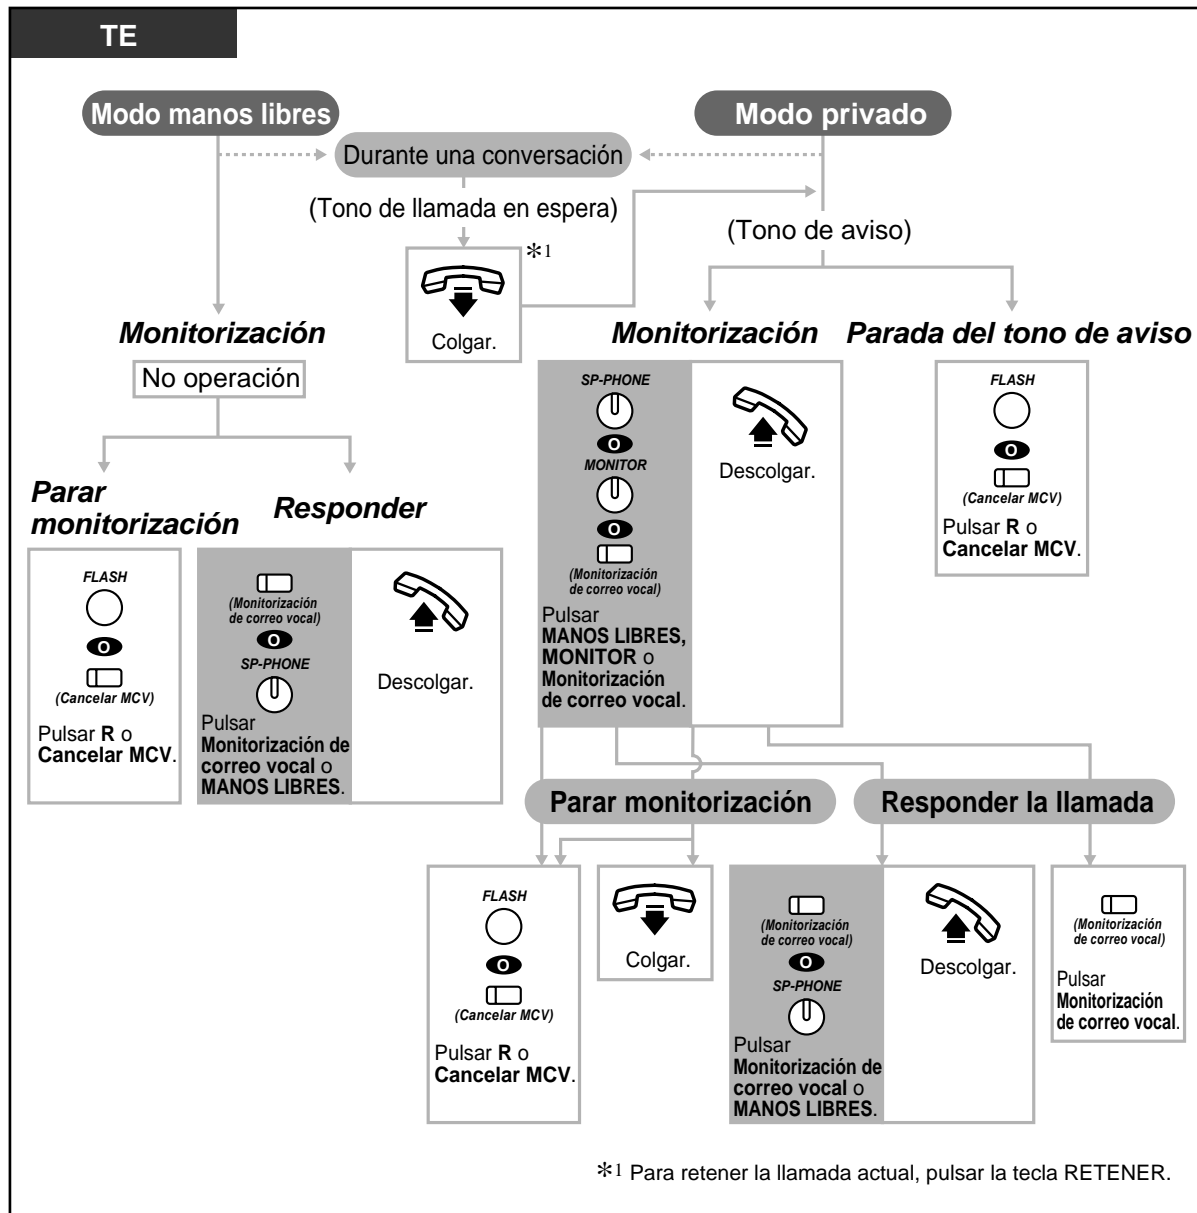 TE
Modo manos libres
Modo privado
Durante una conversación
(Tono de llamada en espera)
(Tono de aviso)
*1
Colgar.
Monitorización
No operación
Parar
monitorización
FLASH
O
(Cancelar MCV)
Pulsar R o
Cancelar MCV.
Responder
(Monitorización
de correo vocal)
O
SP-PHONE
Pulsar
Monitorización de
correo vocal o
MANOS LIBRES.
Descolgar.
Monitorización
SP-PHONE
O
MONITOR
O
(Monitorización
de correo vocal)
Pulsar
MANOS LIBRES,
MONITOR o
Monitorización
de correo vocal.
Descolgar.
Parada del tono de aviso
FLASH
O
(Cancelar MCV)
Pulsar R o
Cancelar MCV.
Parar monitorización
FLASH
O
(Cancelar MCV)
Pulsar R o
Cancelar MCV.
Colgar.
Responder la llamada
(Monitorización
de correo vocal)
O
SP-PHONE
Pulsar
Monitorización de
correo vocal o
MANOS LIBRES.
Descolgar.
(Monitorización
de correo vocal)
Pulsar
Monitorización
de correo vocal.
*1 Para retener la llamada actual, pulsar la tecla RETENER.